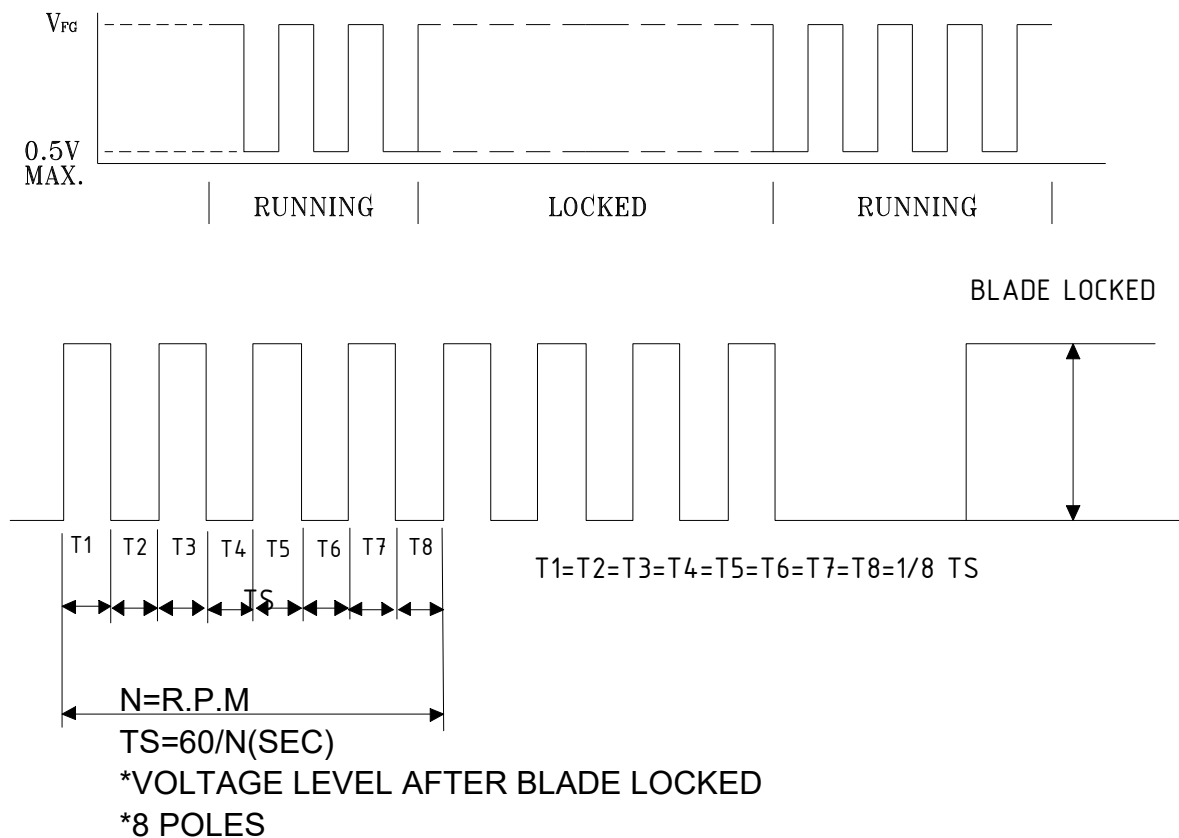 VFG
0.5V
MAX.
RUNNING LOCKED RUNNING
BLADE LOCKED
T1 T2 T3 T4 T5 T6 T7 T8
T1=T2=T3=T4=T5=T6=T7=T8=1/8 TS
TS
N=R.P.M
TS=60/N(SEC)
*VOLTAGE LEVEL AFTER BLADE LOCKED
*8 POLES